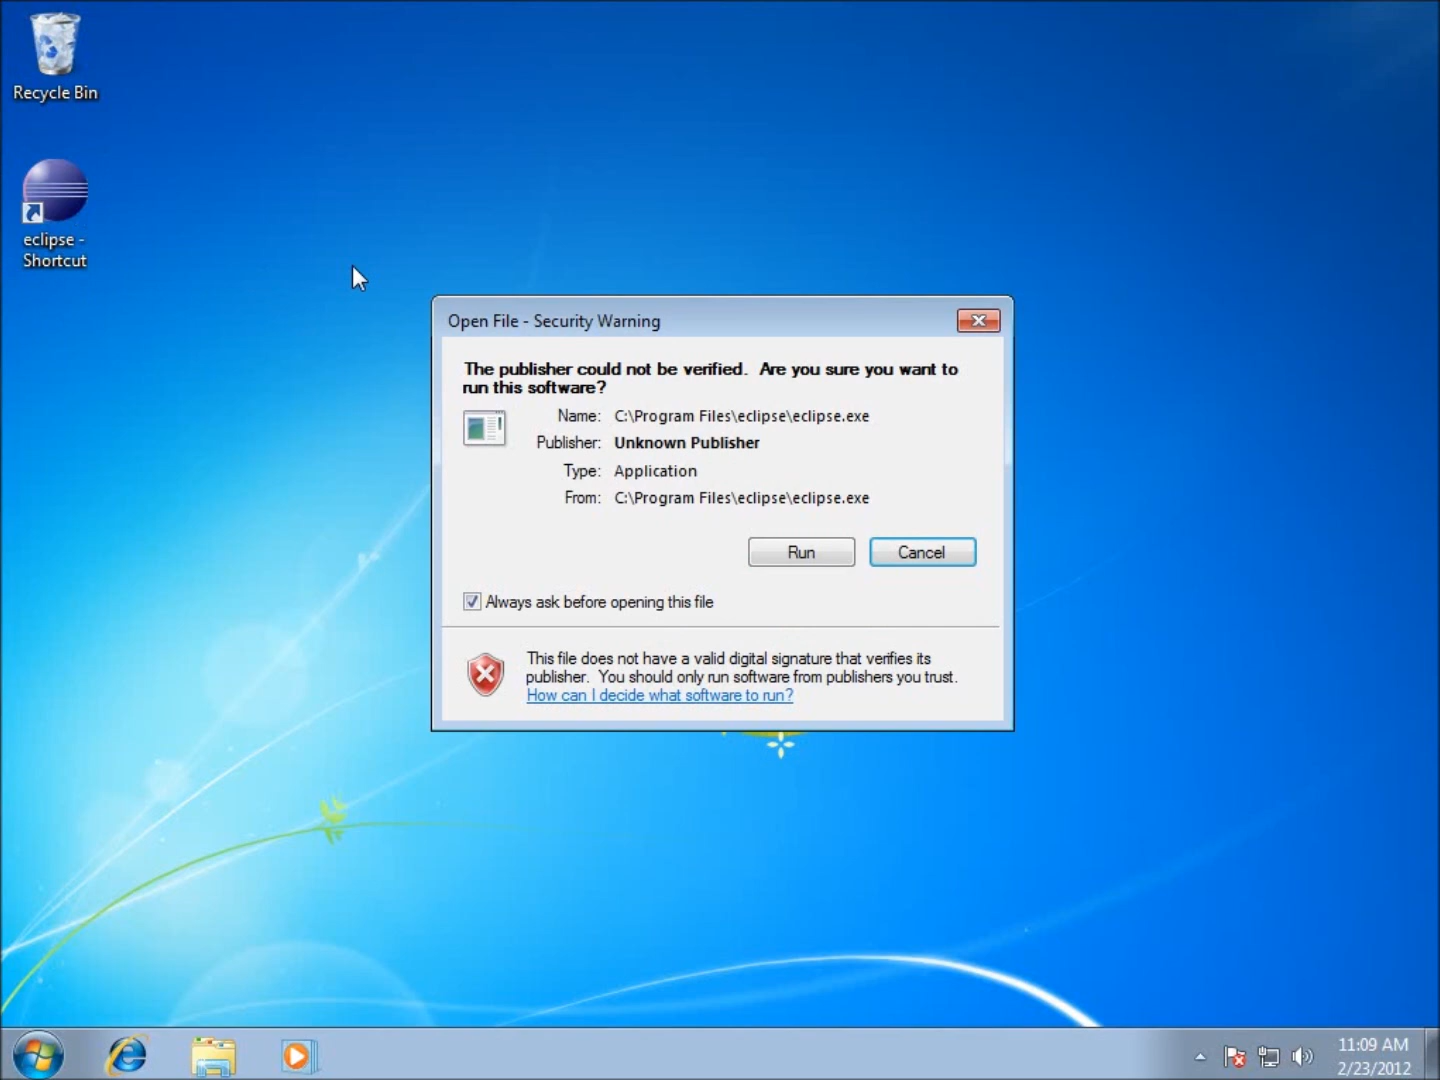 Recycle Bin
eclipse -
Shortcut
Open File - Security Warning
The publisher could not be verified.  Are you sure you want to
run this software?
Name: C:\Program Files\eclipse\eclipse.exe
Publisher: Unknown Publisher
Type: Application
From: C:\Program Files\eclipse\eclipse.exe
Run Cancel
Always ask before opening this file
This file does not have a valid digital signature that verifies its
publisher.  You should only run software from publishers you trust.
How can I decide what software to run?
11:09 AM
2/23/2012